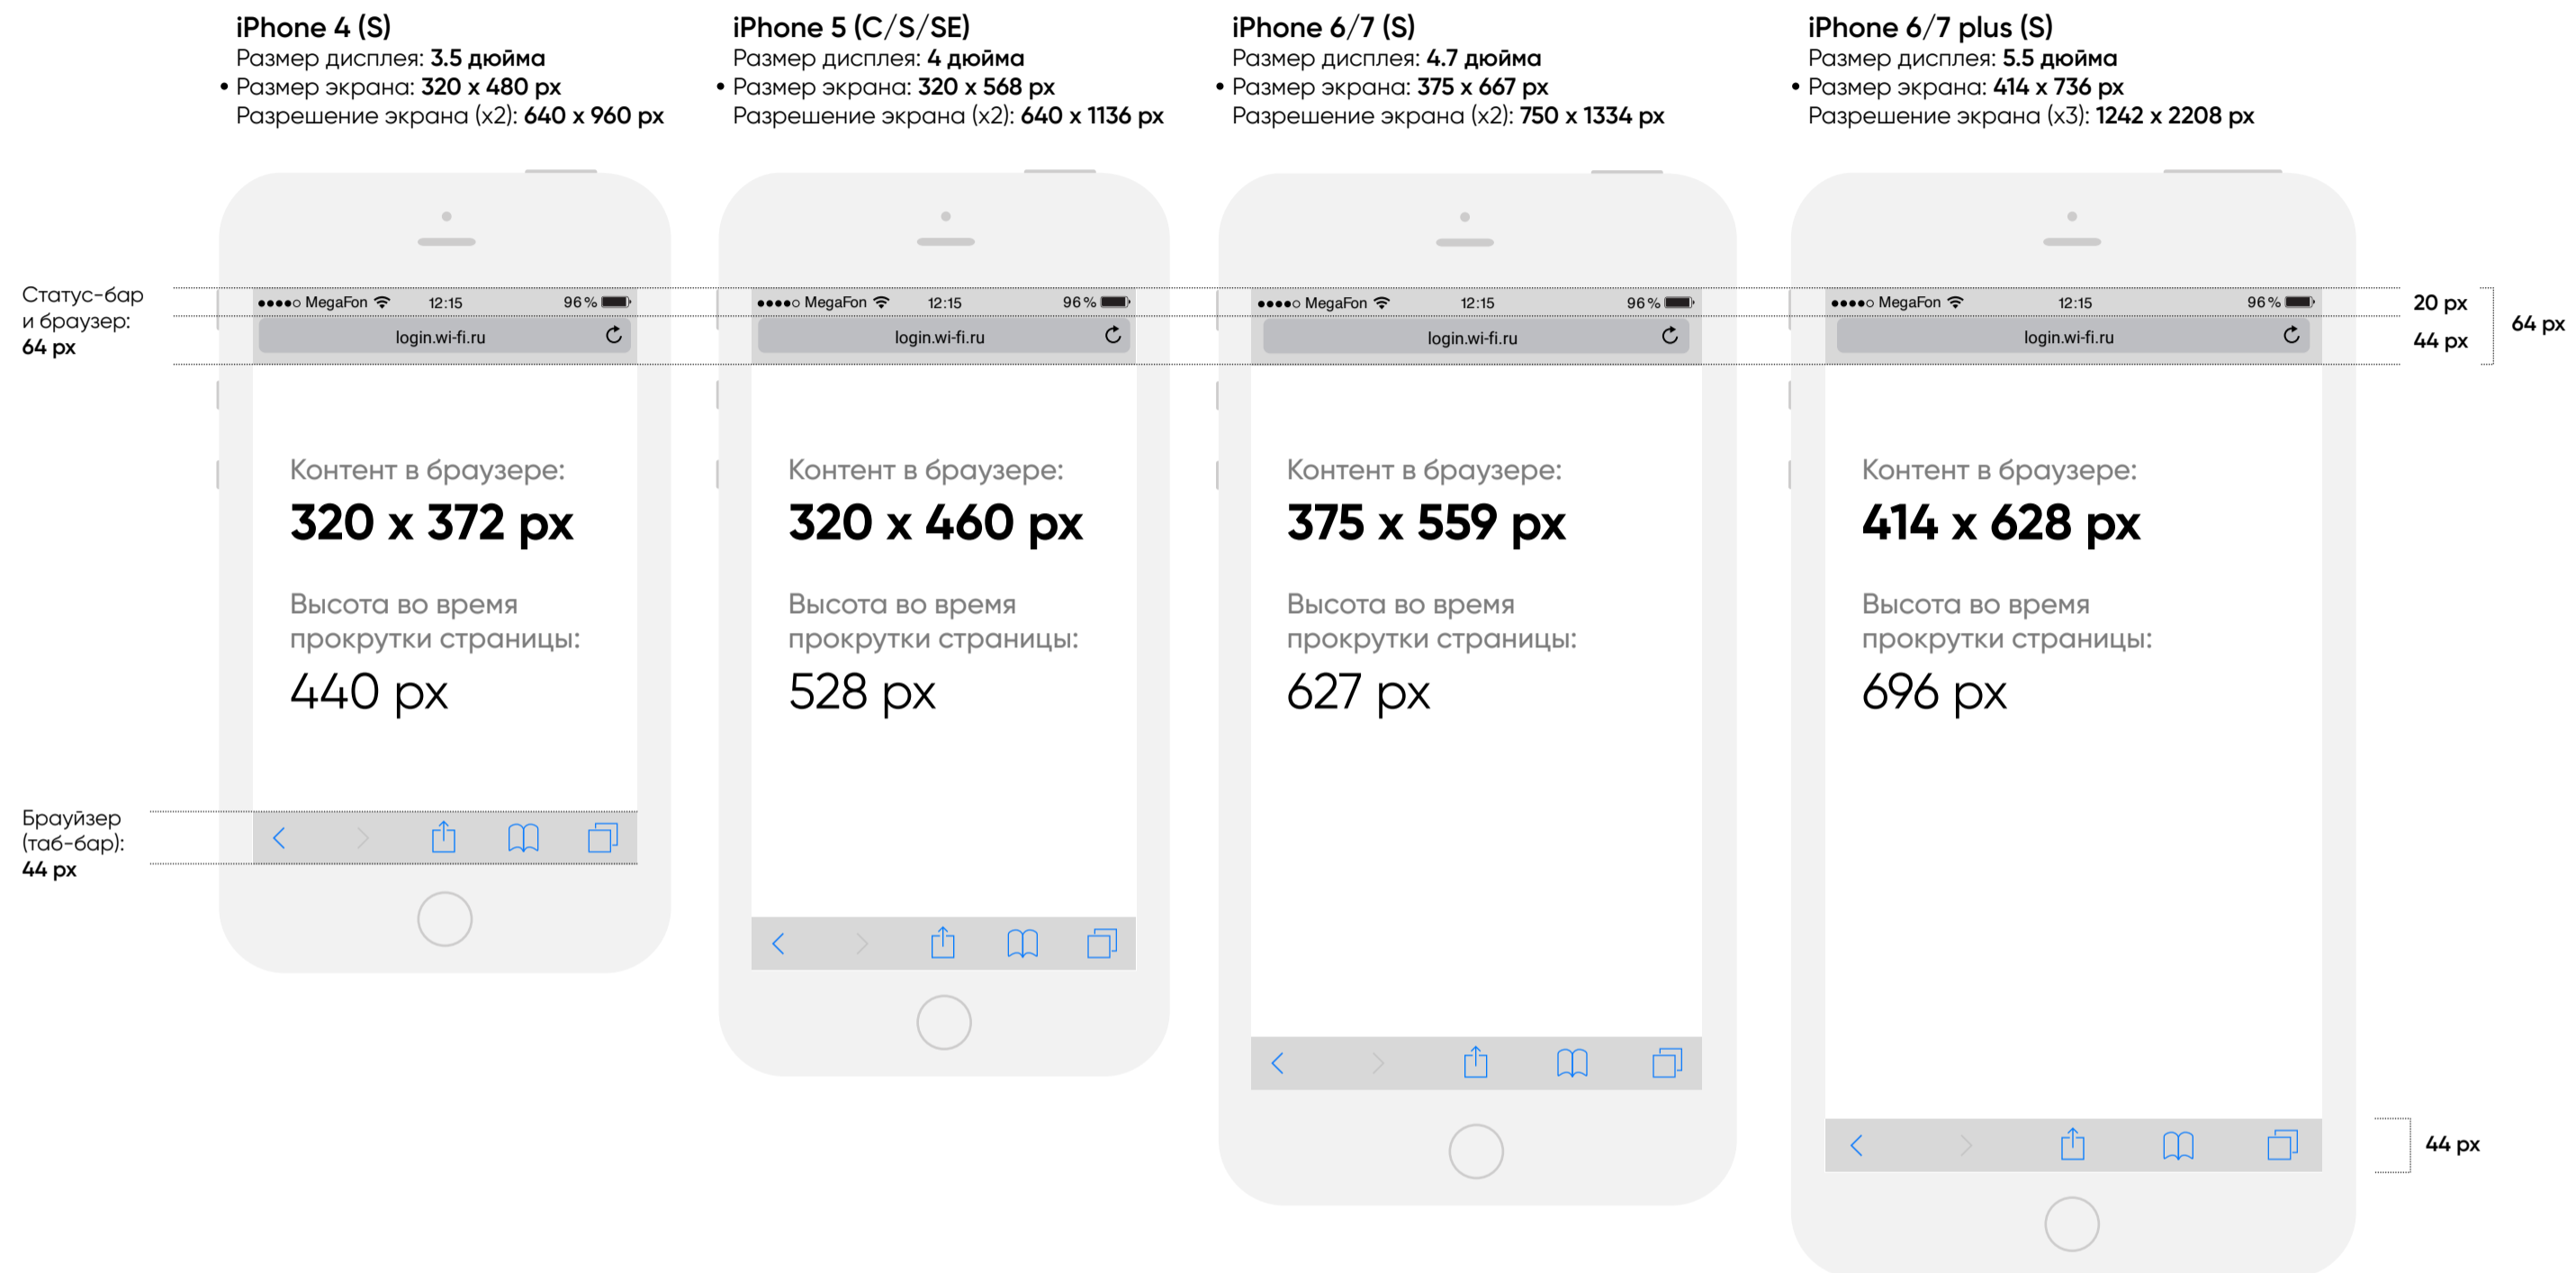 iPhone 4 (S)
Размер дисплея: 3.5 дюйма
• Размер экрана: 320 x 480 px
Разрешение экрана (x2): 640 x 960 px
iPhone 5 (C/S/SE)
Размер дисплея: 4 дюйма
• Размер экрана: 320 x 568 px
Разрешение экрана (x2): 640 x 1136 px
iPhone 6/7 (S)
Размер дисплея: 4.7 дюйма
• Размер экрана: 375 x 667 px
Разрешение экрана (x2): 750 x 1334 px
iPhone 6/7 plus (S)
Размер дисплея: 5.5 дюйма
• Размер экрана: 414 x 736 px
Разрешение экрана (x3): 1242 x 2208 px
Статус-бар
и браузер:
64 px
MegaFon 12:15 96%
login.wi-fi.ru
Контент в браузере:
320 x 372 px
Высота во время
прокрутки страницы:
440 px
Брауйзер
(таб-бар):
44 px
MegaFon 12:15 96%
login.wi-fi.ru
Контент в браузере:
320 x 460 px
Высота во время
прокрутки страницы:
528 px
MegaFon 12:15 96%
login.wi-fi.ru
Контент в браузере:
375 x 559 px
Высота во время
прокрутки страницы:
627 px
MegaFon 12:15 96%
login.wi-fi.ru
Контент в браузере:
414 x 628 px
Высота во время
прокрутки страницы:
696 px
20 px
44 px
64 px
44 px